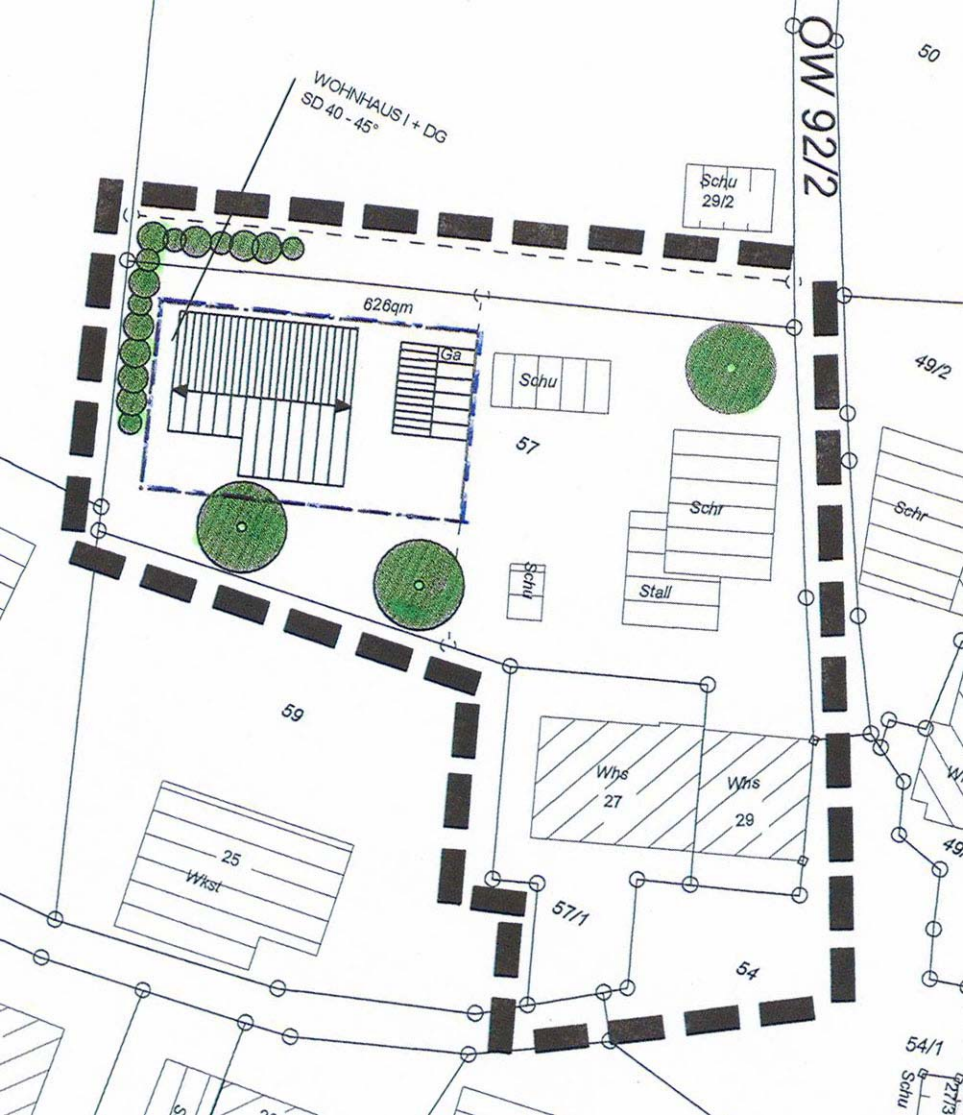 50
OW 92/2
WOHNHAUS I + DG
SD 40 - 45°
Schu
29/2
626qm
Ga
Schu
49/2
57
Schr
Schr
Schu
Stall
59
Whs
27
Whs
29
25
Wkst
57/1
54
54/1
Schu